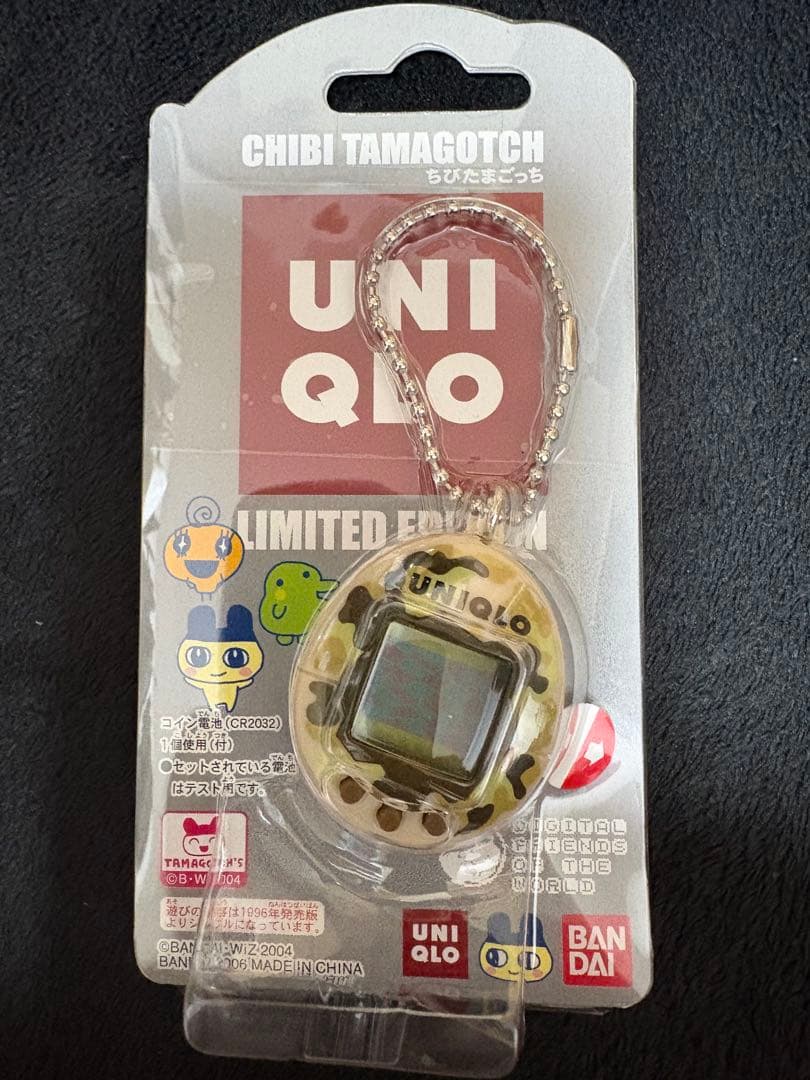 CHIBI TAMAGOTCH
ちびたまごっち
UNI
QLO
LIMITED
UNIQLO
コイン電池(CR2032)
1個使用(付)
●セットされている電池
はテスト用です。
TAMAGOTCH'S
©B・W 2004
遊びの内容は1996年発売版
よりシンプルになっています。
DIGITAL
FRIENDS
OF THE
WORLD
©BANDAI・WiZ 2004
BANDAI 2006 MADE IN CHINA
UNI
QLO
BAN
DAI